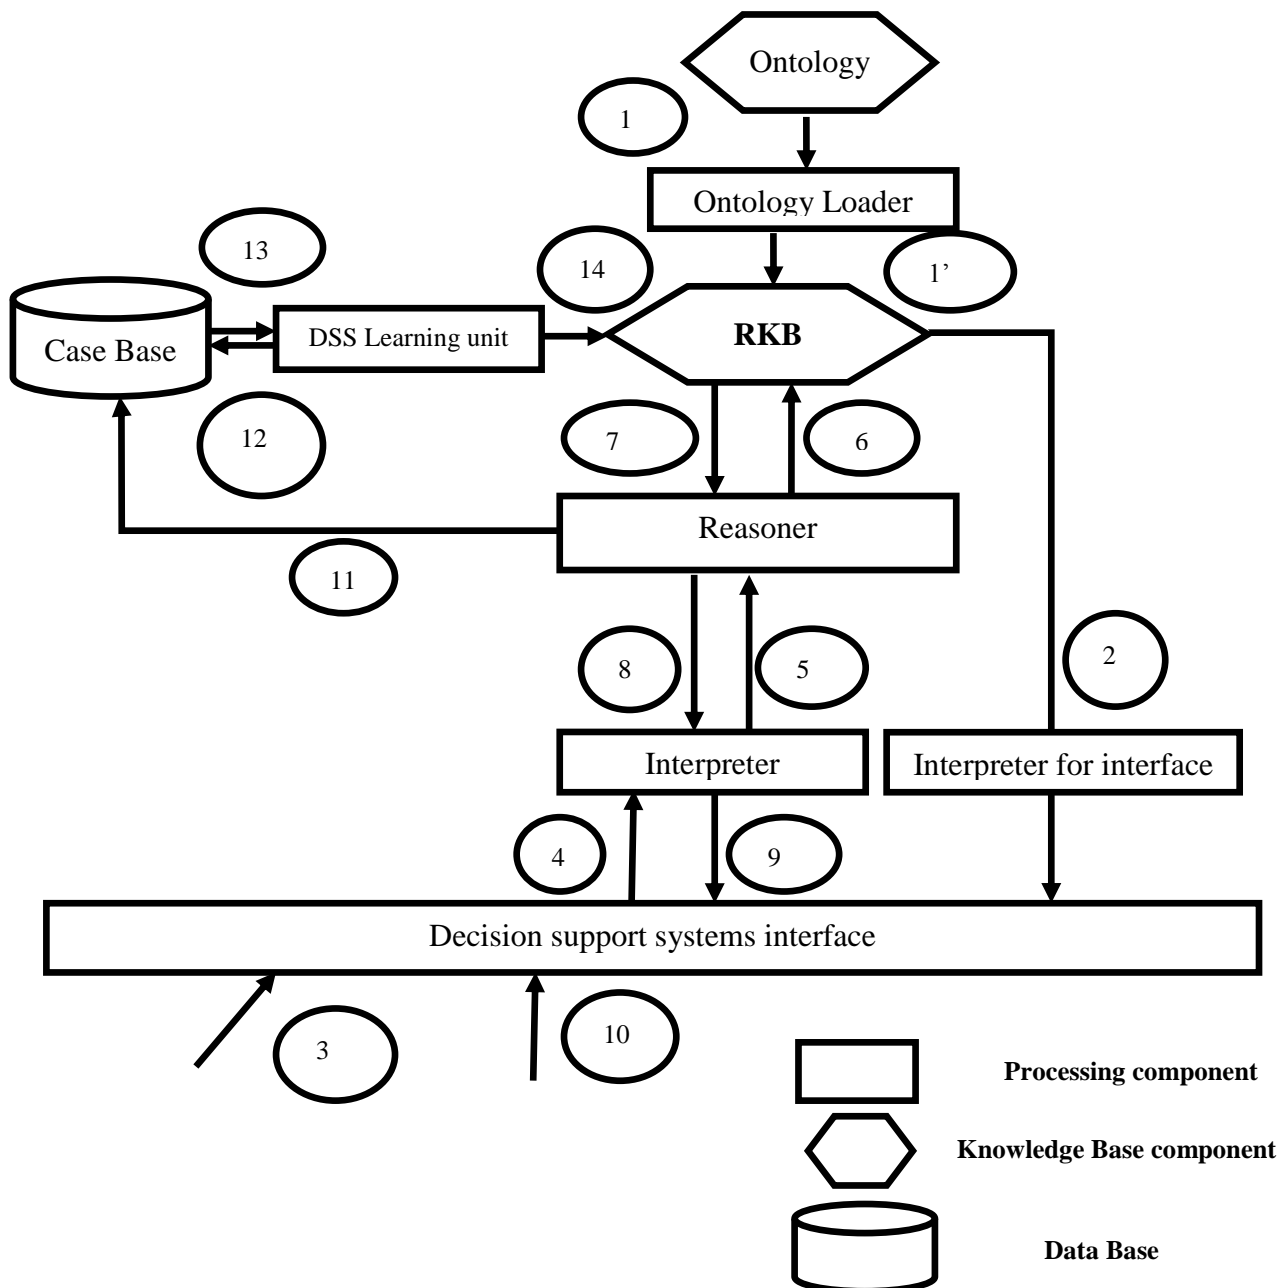 Ontology
1
Ontology Loader
13
14
1’
Case Base
DSS Learning unit
RKB
12
7
6
Reasoner
11
8
5
2
Interpreter
Interpreter for interface
4
9
Decision support systems interface
3
10
Processing component
Knowledge Base component
Data Base